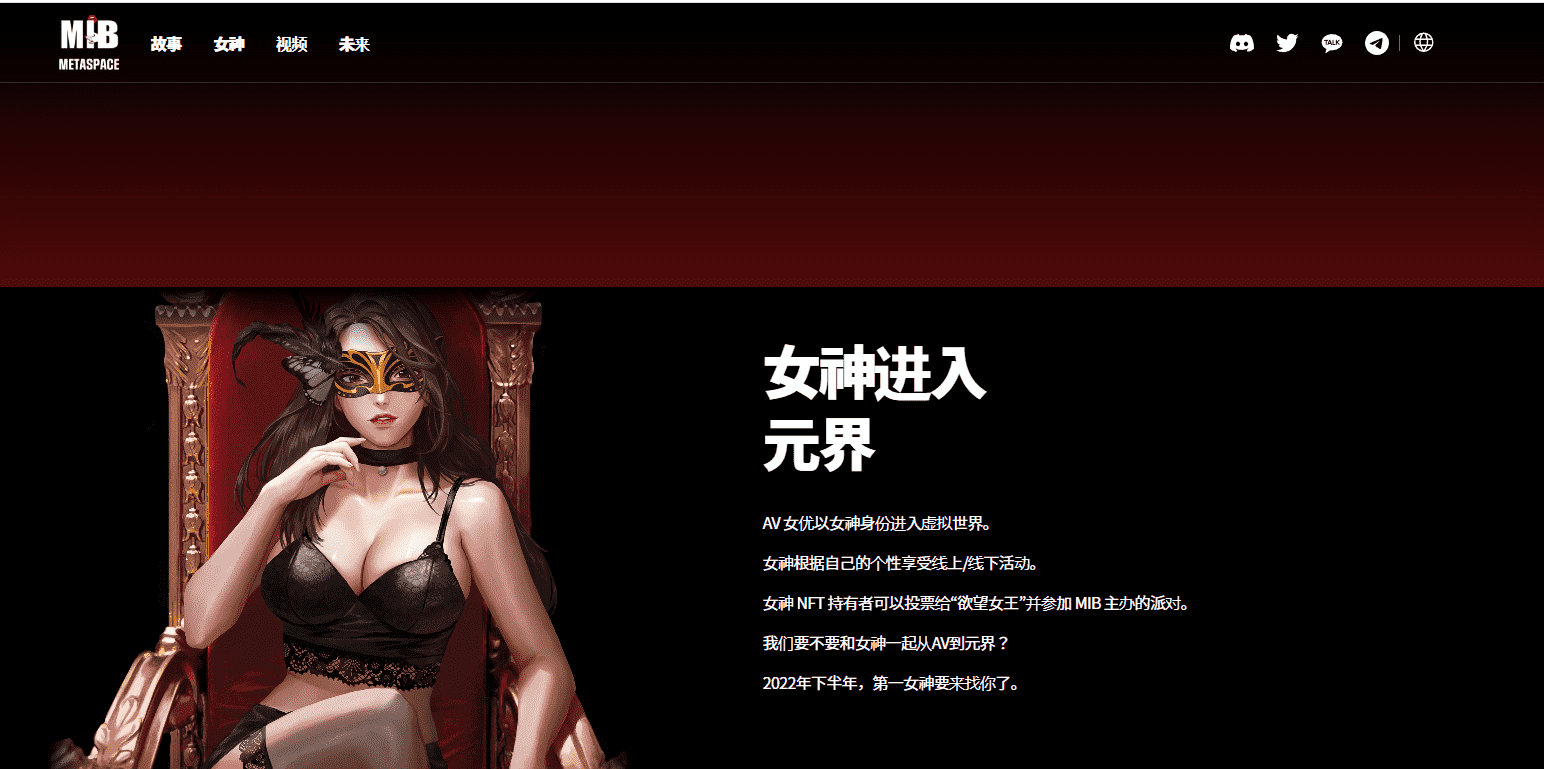 MIB
METASPACE
故事 女神 视频 未来
TALK
女神进入
元界
AV 女优以女神身份进入虚拟世界。
女神根据自己的个性享受线上/线下活动。
女神 NFT 持有者可以投票给“欲望女王”并参加 MIB 主办的派对。
我们要不要和女神一起从AV到元界？
2022年下半年，第一女神要来找你了。